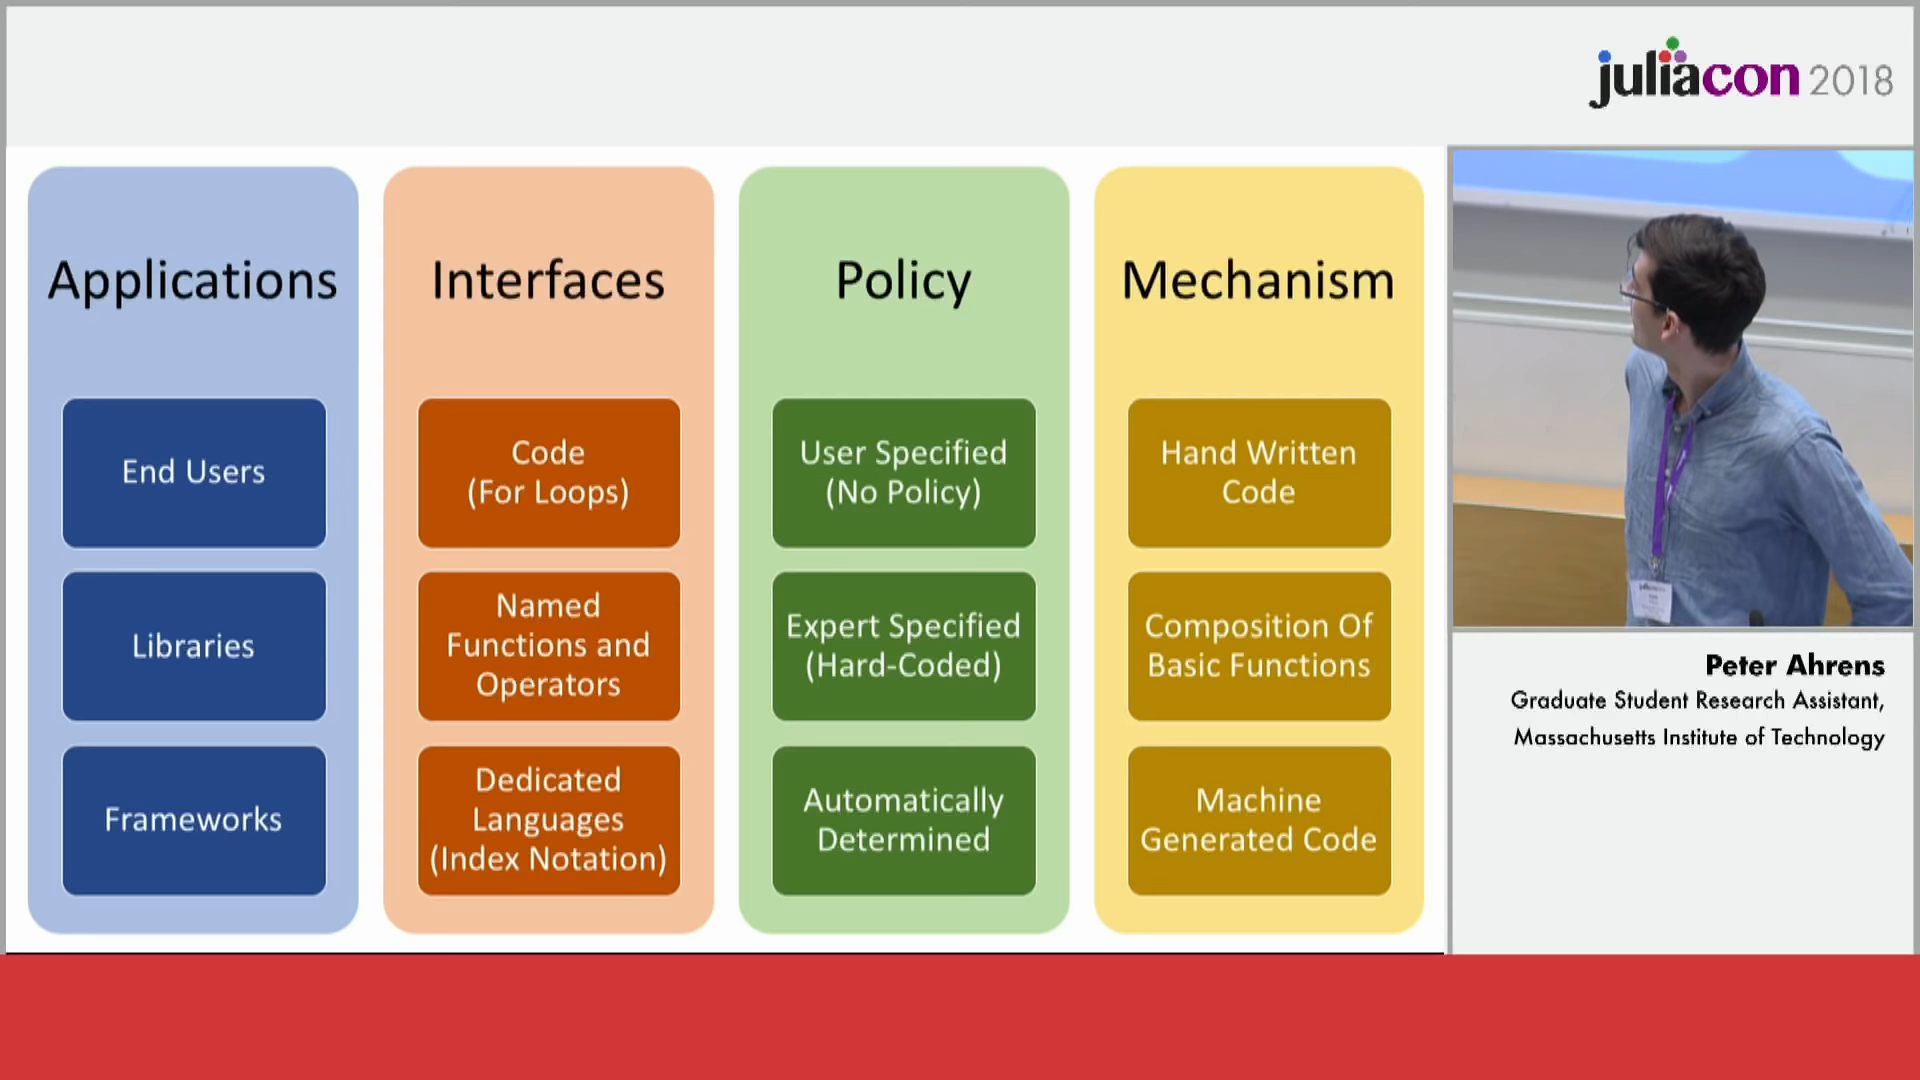 juliacon 2018
Applications
End Users
Libraries
Frameworks
Interfaces
Code
(For Loops)
Named
Functions and
Operators
Dedicated
Languages
(Index Notation)
Policy
User Specified
(No Policy)
Expert Specified
(Hard-Coded)
Automatically
Determined
Mechanism
Hand Written
Code
Composition Of
Basic Functions
Machine
Generated Code
Peter Ahrens
Graduate Student Research Assistant,
Massachusetts Institute of Technology